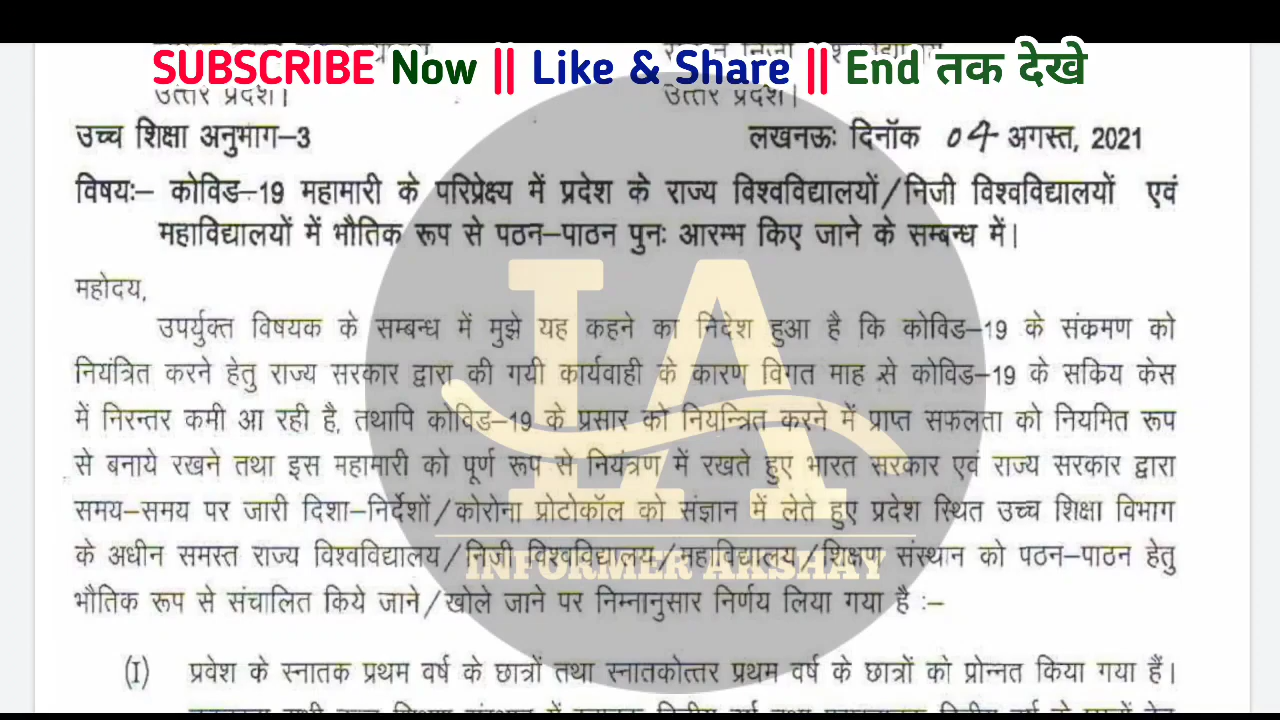 SUBSCRIBE Now || Like & Share || End तक देखे
उत्तर प्रदेश। उत्तर प्रदेश।
उच्च शिक्षा अनुभाग–3 लखनऊः दिनॉक 04 अगस्त, 2021
विषयः– कोविड–19 महामारी के परिप्रेक्ष्य में प्रदेश के राज्य विश्वविद्यालयों/निजी विश्वविद्यालयों एवं
महाविद्यालयों में भौतिक रूप से पठन–पाठन पुनः आरम्भ किए जाने के सम्बन्ध में।
महोदय,
उपर्युक्त विषयक के सम्बन्ध में मुझे यह कहने का निदेश हुआ है कि कोविड–19 के संक्रमण को
नियंत्रित करने हेतु राज्य सरकार द्वारा की गयी कार्यवाही के कारण विगत माह से कोविड–19 के सकिय केस
में निरन्तर कमी आ रही है, तथापि कोविड–19 के प्रसार को नियन्त्रित करने में प्राप्त सफलता को नियमित रूप
से बनाये रखने तथा इस महामारी को पूर्ण रूप से नियंत्रण में रखते हुए भारत सरकार एवं राज्य सरकार द्वारा
समय–समय पर जारी दिशा–निर्देशों/कोरोना प्रोटोकॉल को संज्ञान में लेते हुए प्रदेश स्थित उच्च शिक्षा विभाग
के अधीन समस्त राज्य विश्वविद्यालय/निजी विश्वविद्यालय/महाविद्यालय/शिक्षण संस्थान को पठन–पाठन हेतु
भौतिक रूप से संचालित किये जाने/खोले जाने पर निम्नानुसार निर्णय लिया गया है :–
(I) प्रवेश के स्नातक प्रथम वर्ष के छात्रों तथा स्नातकोत्तर प्रथम वर्ष के छात्रों को प्रोन्नत किया गया हैं।
IA
INFORMER AKSHAY